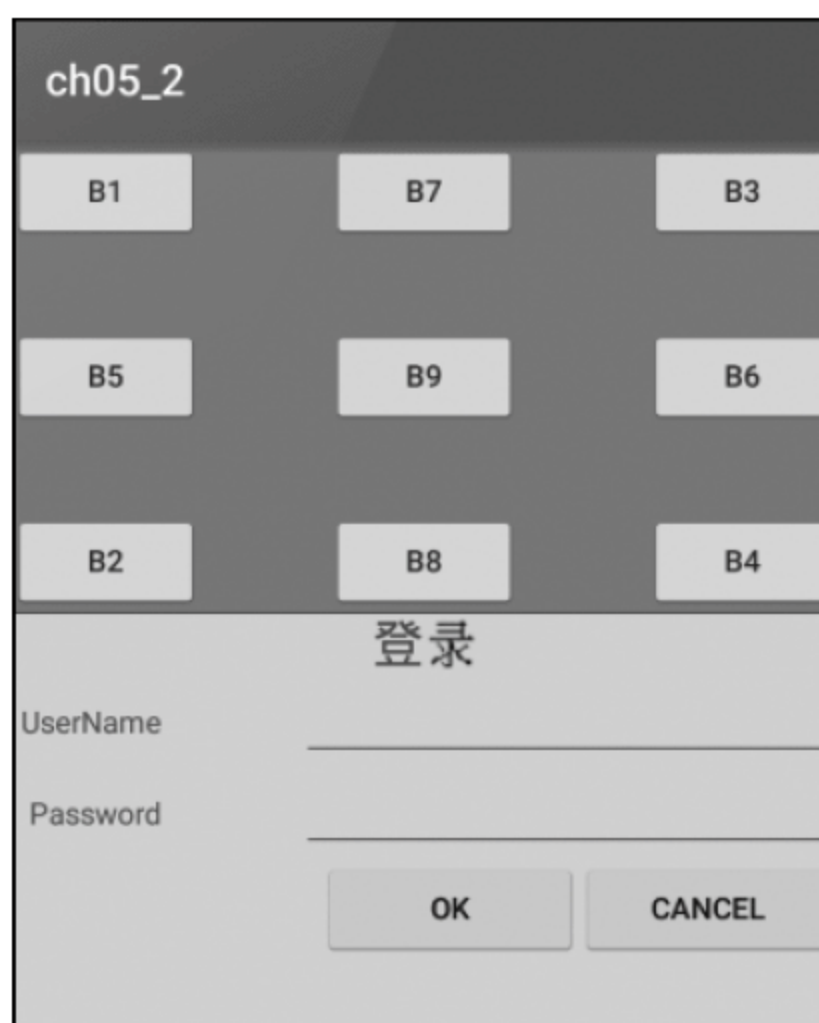 ch05_2
B1 B7 B3
B5 B9 B6
B2 B8 B4
登录
UserName
Password
OK CANCEL